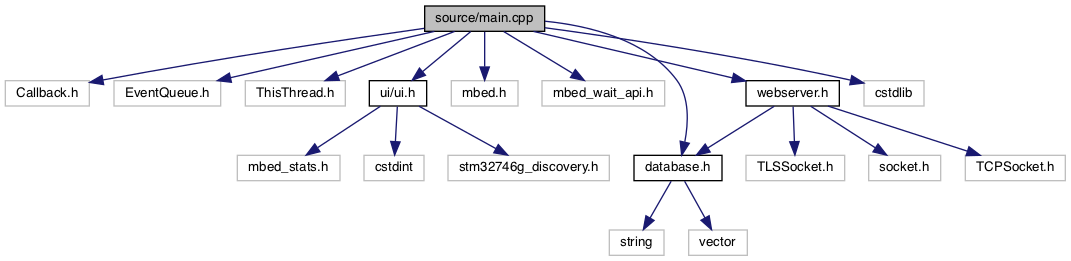 source/main.cpp
Callback.h
EventQueue.h
ThisThread.h
ui/ui.h
mbed.h
mbed_wait_api.h
webserver.h
cstdlib
mbed_stats.h
cstdint
stm32746g_discovery.h
database.h
TLSSocket.h
socket.h
TCPSocket.h
string
vector